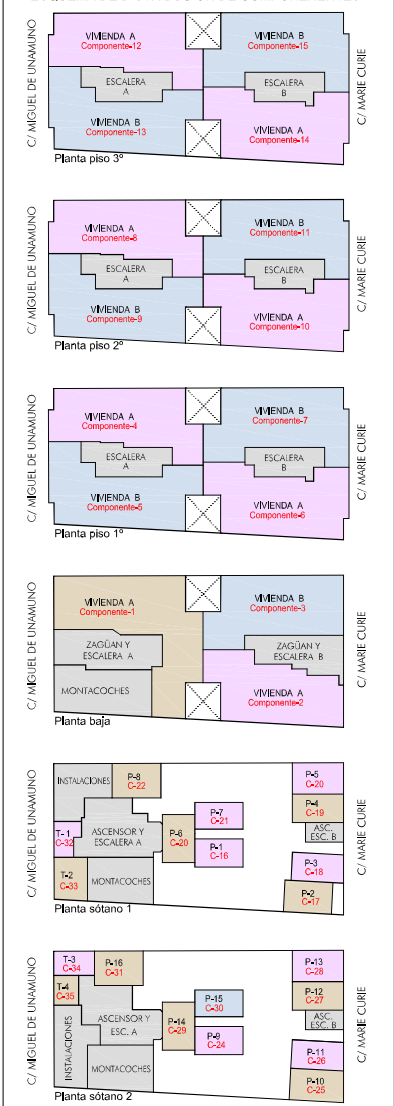 C/ MIGUEL DE UNAMUNO
VIVIENDA A
Componente-12
VIVIENDA B
Componente-15
ESCALERA
A
ESCALERA
B
VIVIENDA B
Componente-13
VIVIENDA A
Componente-14
C/ MARIE CURIE
Planta piso 3º
C/ MIGUEL DE UNAMUNO
VIVIENDA A
Componente-8
VIVIENDA B
Componente-11
ESCALERA
A
ESCALERA
B
VIVIENDA B
Componente-9
VIVIENDA A
Componente-10
C/ MARIE CURIE
Planta piso 2º
C/ MIGUEL DE UNAMUNO
VIVIENDA A
Componente-4
VIVIENDA B
Componente-7
ESCALERA
A
ESCALERA
B
VIVIENDA B
Componente-5
VIVIENDA A
Componente-6
C/ MARIE CURIE
Planta piso 1º
C/ MIGUEL DE UNAMUNO
VIVIENDA A
Componente-1
VIVIENDA B
Componente-3
ZAGÜAN Y
ESCALERA A
ZAGÜAN Y
ESCALERA B
MONTACOCHES
VIVIENDA A
Componente-2
C/ MARIE CURIE
Planta baja
C/ MIGUEL DE UNAMUNO
INSTALACIONES
P-8
C-22
P-5
C-20
P-7
C-21
P-4
C-19
T-1
C-32
ASCENSOR Y
ESCALERA A
P-6
C-20
ASC.
ESC. B
P-1
C-16
P-3
C-18
T-2
C-33
MONTACOCHES
P-2
C-17
C/ MARIE CURIE
Planta sótano 1
C/ MIGUEL DE UNAMUNO
T-3
C-34
P-16
C-31
P-13
C-28
T-4
C-35
P-15
C-30
P-12
C-27
ASCENSOR Y
ESC. A
P-14
C-29
ASC.
ESC. B
P-9
C-24
INSTALACIONES
P-11
C-26
MONTACOCHES
P-10
C-25
C/ MARIE CURIE
Planta sótano 2